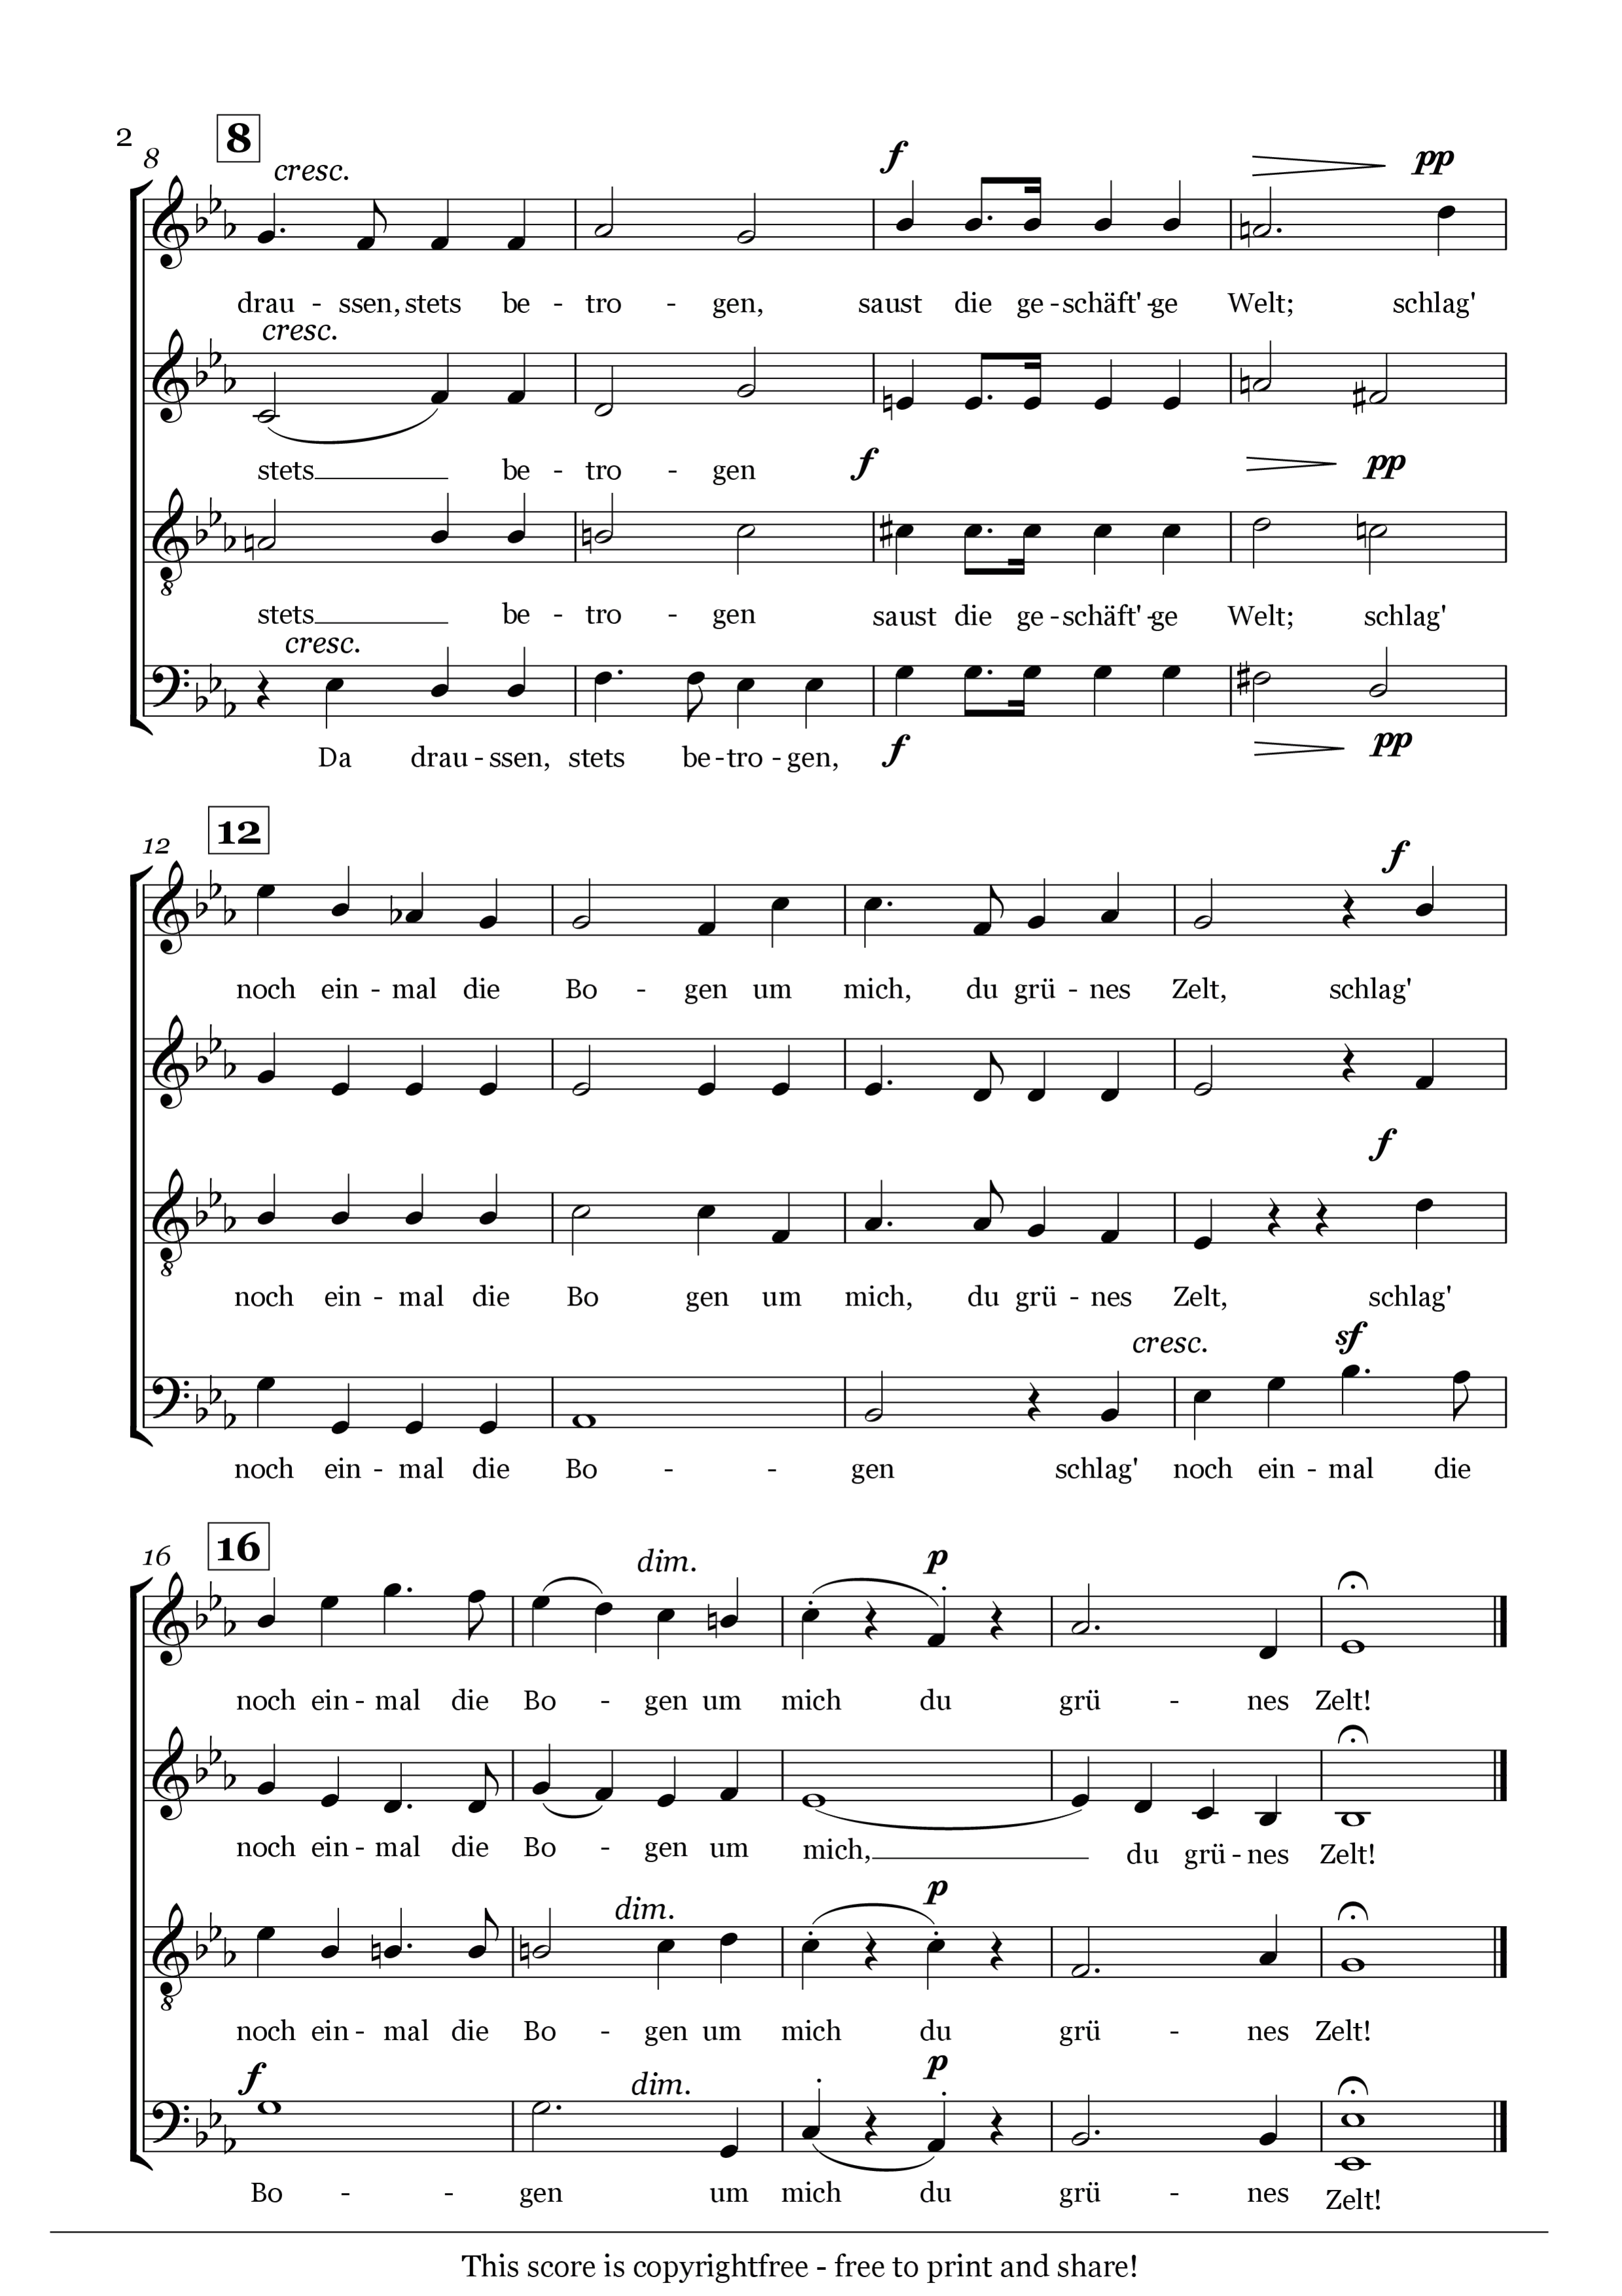 2
8
8
cresc.
f
pp
drau - ssen, stets be - tro - gen, saust die ge - schäft' - ge Welt; schlag'
cresc.
stets be - tro - gen
f
pp
8
stets be - tro - gen saust die ge - schäft' - ge Welt; schlag'
cresc.
Da drau - ssen, stets be - tro - gen,
f
pp
12
12
f
noch ein - mal die Bo - gen um mich, du grü - nes Zelt, schlag'
f
8
noch ein - mal die Bo gen um mich, du grü - nes Zelt, schlag'
cresc.
sf
noch ein - mal die Bo - - gen schlag' noch ein - mal die
16
16
dim.
p
noch ein - mal die Bo - gen um mich du grü - nes Zelt!
noch ein - mal die Bo - gen um mich, du grü - nes Zelt!
dim.
p
8
noch ein - mal die Bo - gen um mich du grü - nes Zelt!
f
dim.
p
Bo - - gen um mich du grü - nes Zelt!
This score is copyrightfree - free to print and share!